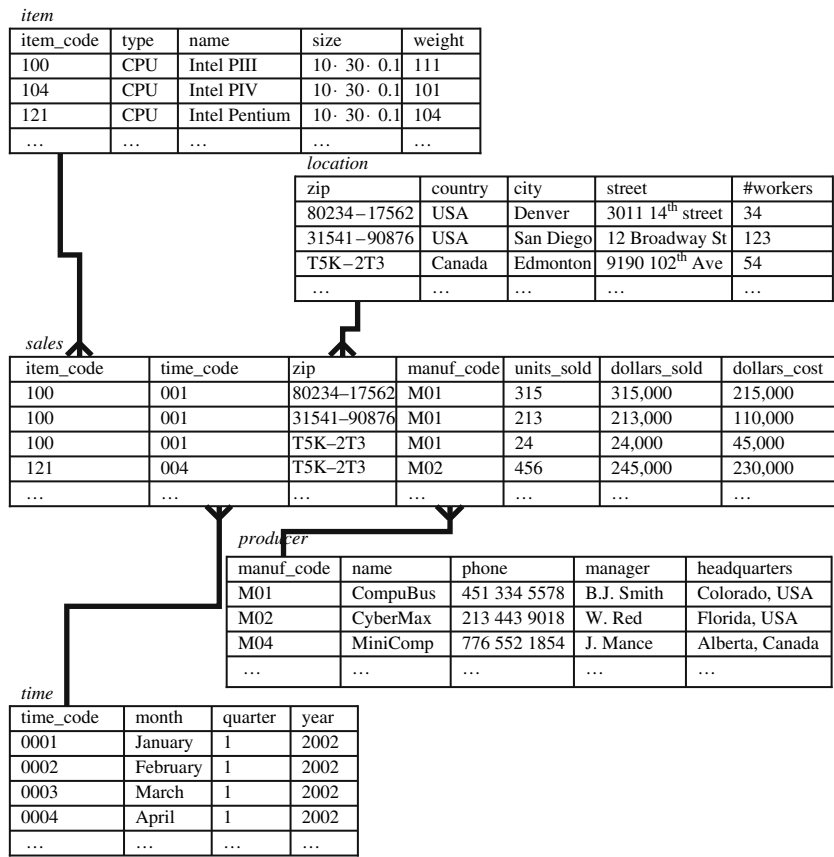 item
item_code type name size weight
100 CPU Intel PIII 10· 30· 0.1 111
104 CPU Intel PIV 10· 30· 0.1 101
121 CPU Intel Pentium 10· 30· 0.1 104
… … … … …
location
zip country city street #workers
80234–17562 USA Denver 3011 14th street 34
31541–90876 USA San Diego 12 Broadway St 123
T5K–2T3 Canada Edmonton 9190 102th Ave 54
… … … … …
sales
item_code time_code zip manuf_code units_sold dollars_sold dollars_cost
100 001 80234–17562 M01 315 315,000 215,000
100 001 31541–90876 M01 213 213,000 110,000
100 001 T5K–2T3 M01 24 24,000 45,000
121 004 T5K–2T3 M02 456 245,000 230,000
… … … … … … …
producer
manuf_code name phone manager headquarters
M01 CompuBus 451 334 5578 B.J. Smith Colorado, USA
M02 CyberMax 213 443 9018 W. Red Florida, USA
M04 MiniComp 776 552 1854 J. Mance Alberta, Canada
… … … … …
time
time_code month quarter year
0001 January 1 2002
0002 February 1 2002
0003 March 1 2002
0004 April 1 2002
… … … …